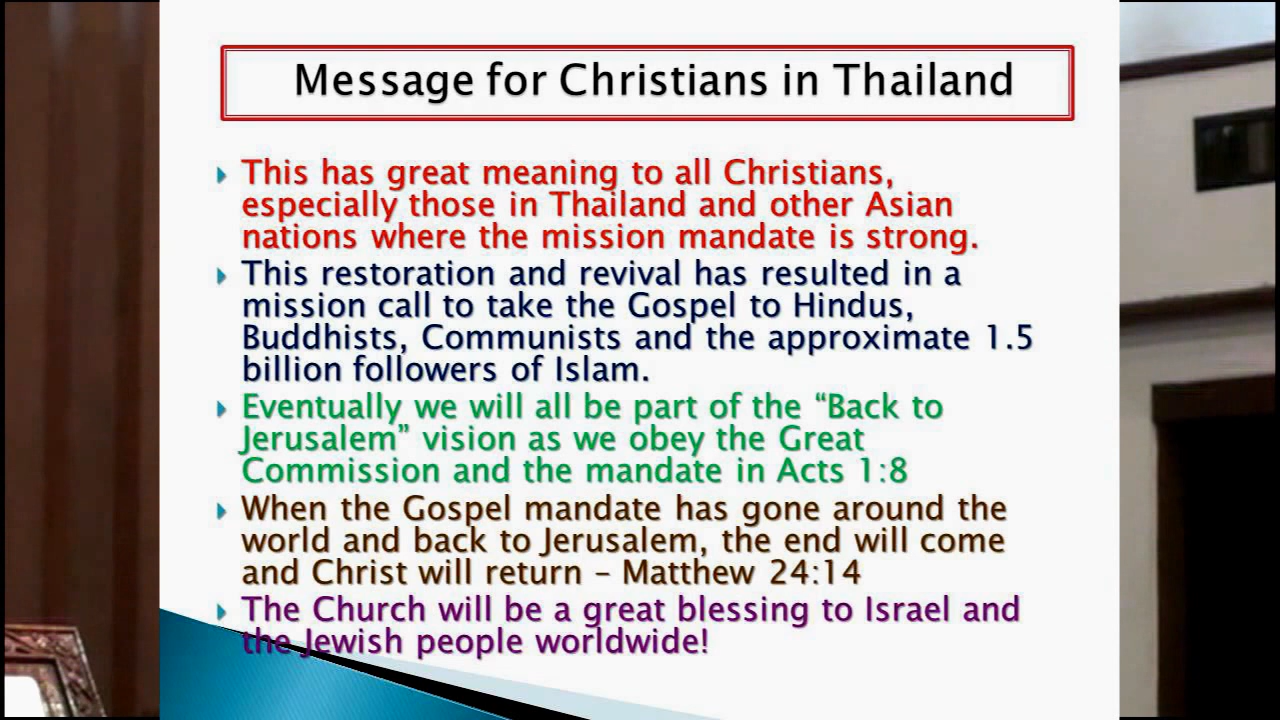 Message for Christians in Thailand
This has great meaning to all Christians,
especially those in Thailand and other Asian
nations where the mission mandate is strong.
This restoration and revival has resulted in a
mission call to take the Gospel to Hindus,
Buddhists, Communists and the approximate 1.5
billion followers of Islam.
Eventually we will all be part of the “Back to
Jerusalem” vision as we obey the Great
Commission and the mandate in Acts 1:8
When the Gospel mandate has gone around the
world and back to Jerusalem, the end will come
and Christ will return – Matthew 24:14
The Church will be a great blessing to Israel and
the Jewish people worldwide!